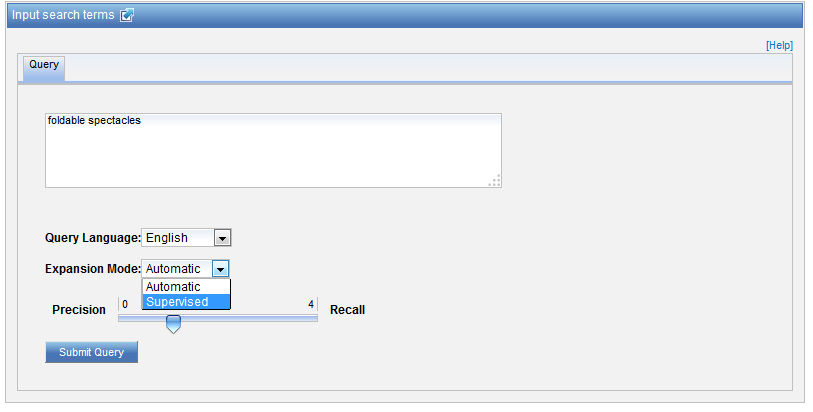 Input search terms
[Help]
Query
foldable spectacles
Query Language: English
Expansion Mode: Automatic
Automatic
Supervised
Precision 0 4 Recall
Submit Query